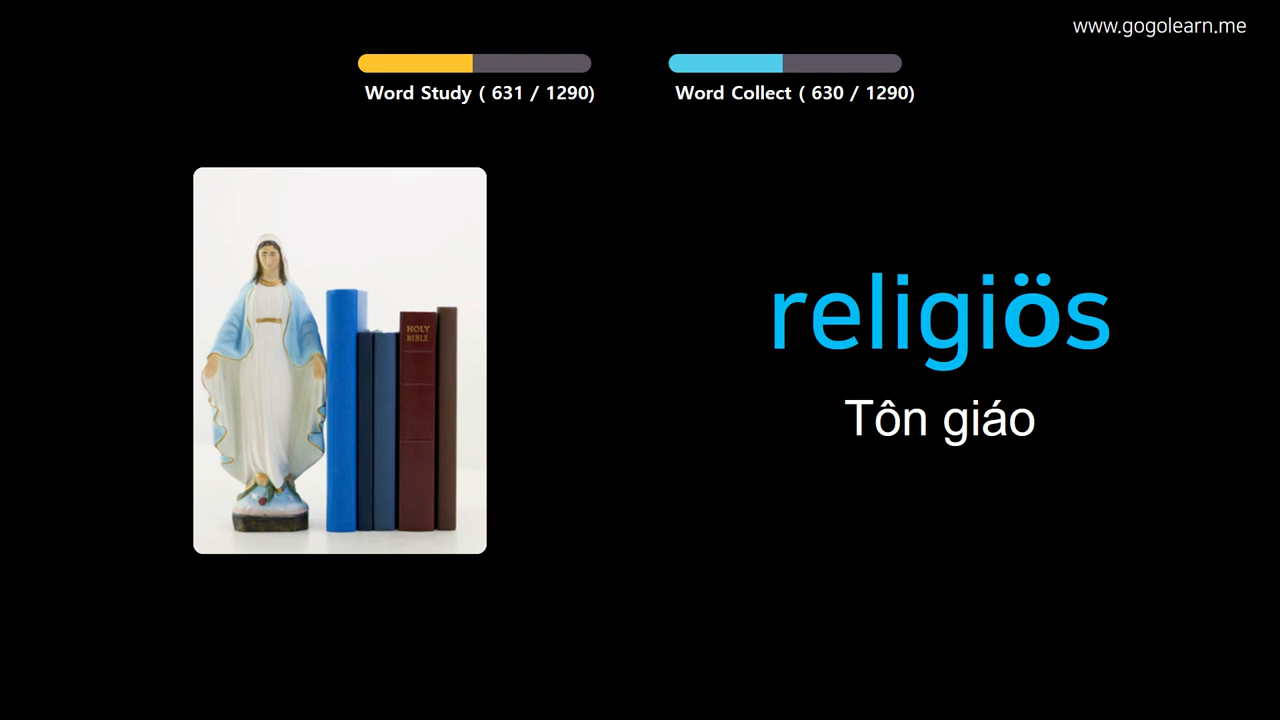 www.gogolearn.me
Word Study ( 631 / 1290)
Word Collect ( 630 / 1290)
HOLY
BIBLE
religiös
Tôn giáo